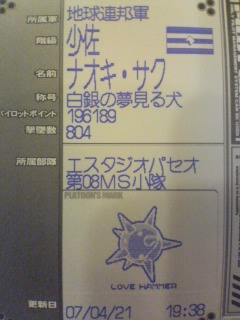 所属軍 地球連邦軍
階級 少佐
名前 ナオキ・サク
称号 白銀の夢見る犬
パイロットポイント 196189
撃墜数 804
所属部隊 エスタジオパセオ
第08MS小隊
PLATOON'S MARK
LOVE HAMMER
更新日 07/04/21 19:38